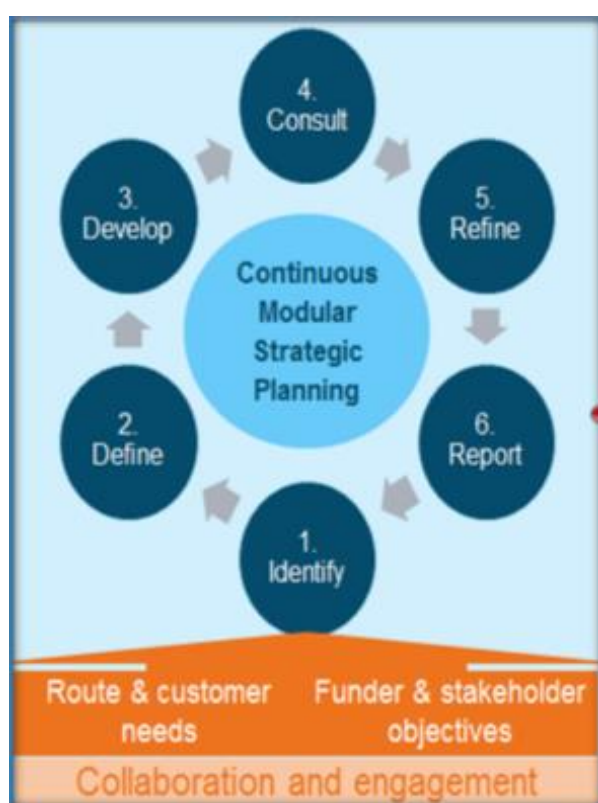 4.
Consult
3.
Develop
5.
Refine
Continuous
Modular
Strategic
Planning
2.
Define
6.
Report
1.
Identify
Route & customer
needs
Funder & stakeholder
objectives
Collaboration and engagement